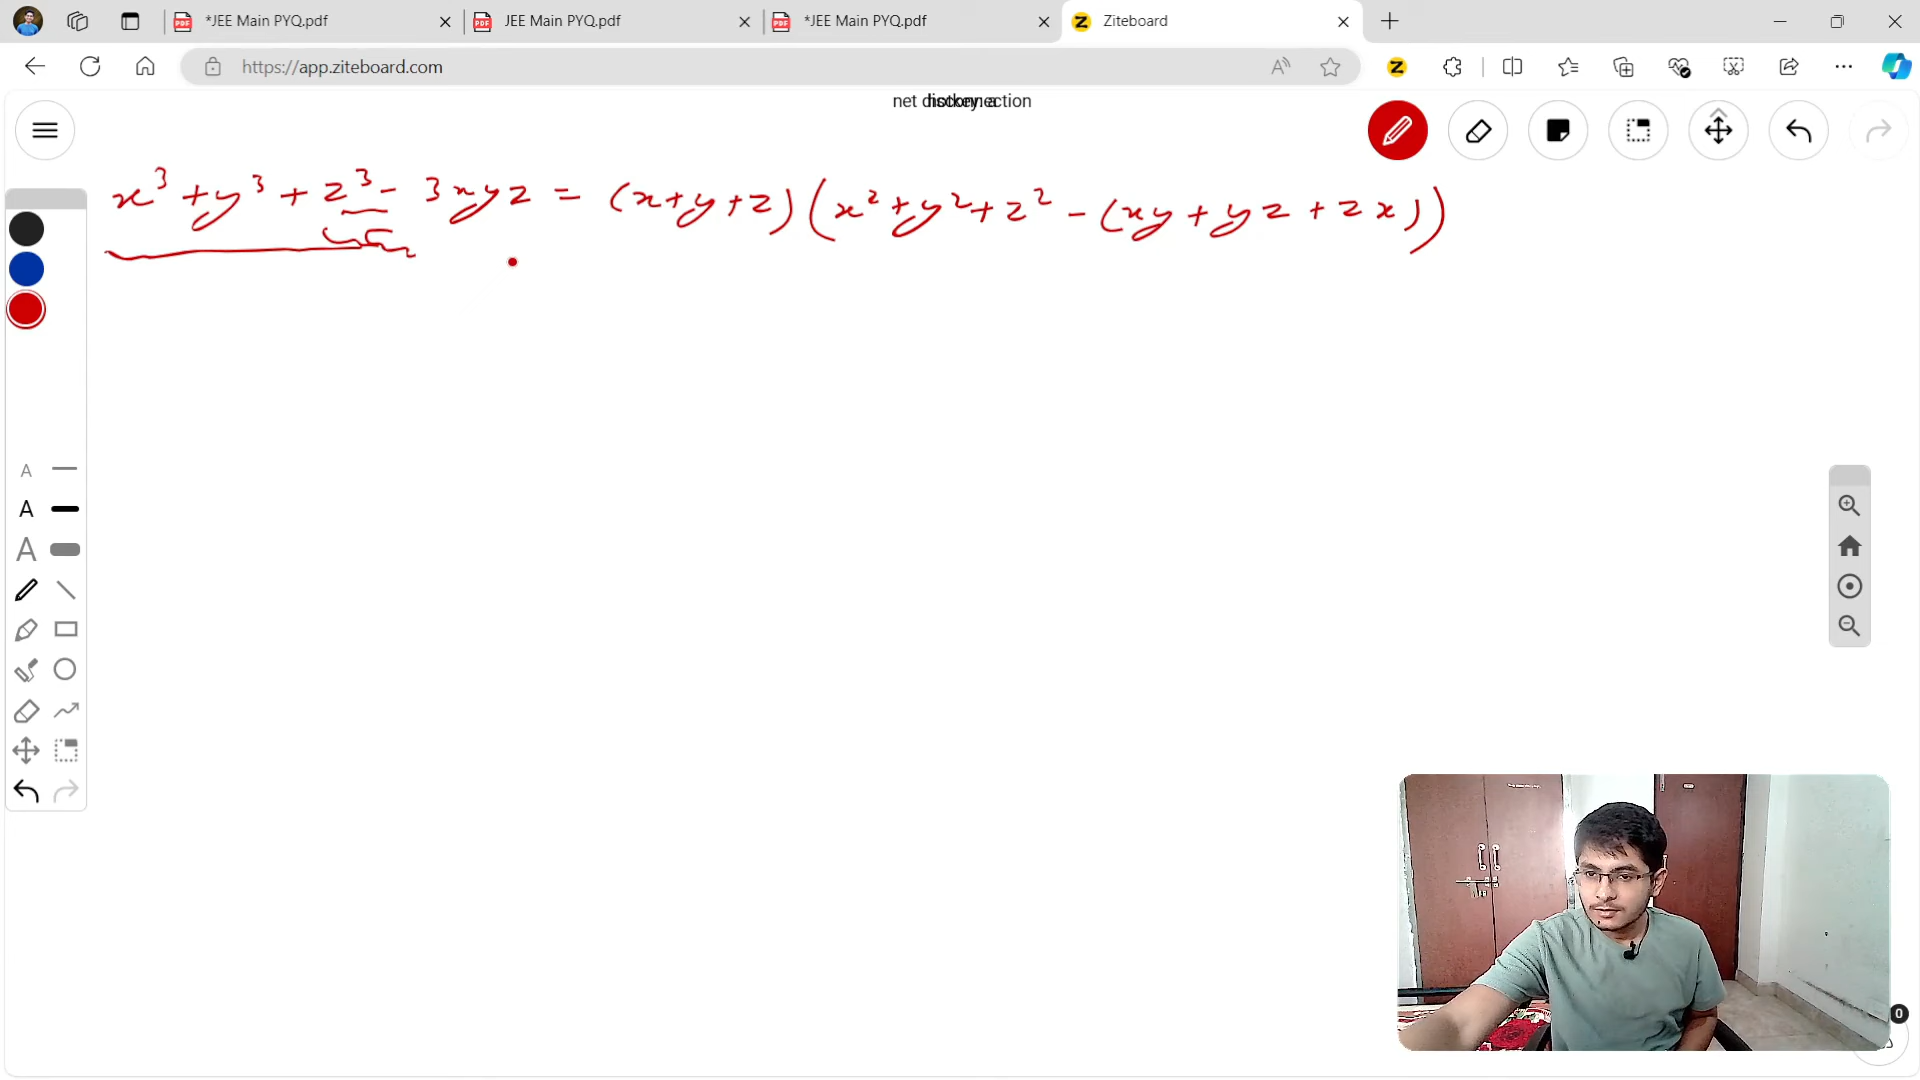 *JEE Main PYQ.pdf
JEE Main PYQ.pdf
*JEE Main PYQ.pdf
Ziteboard
https://app.ziteboard.com
x³ + y³ + z³ - 3xyz = (x+y+z)(x²+y²+z² - (xy + yz + zx))
A
A
A
0